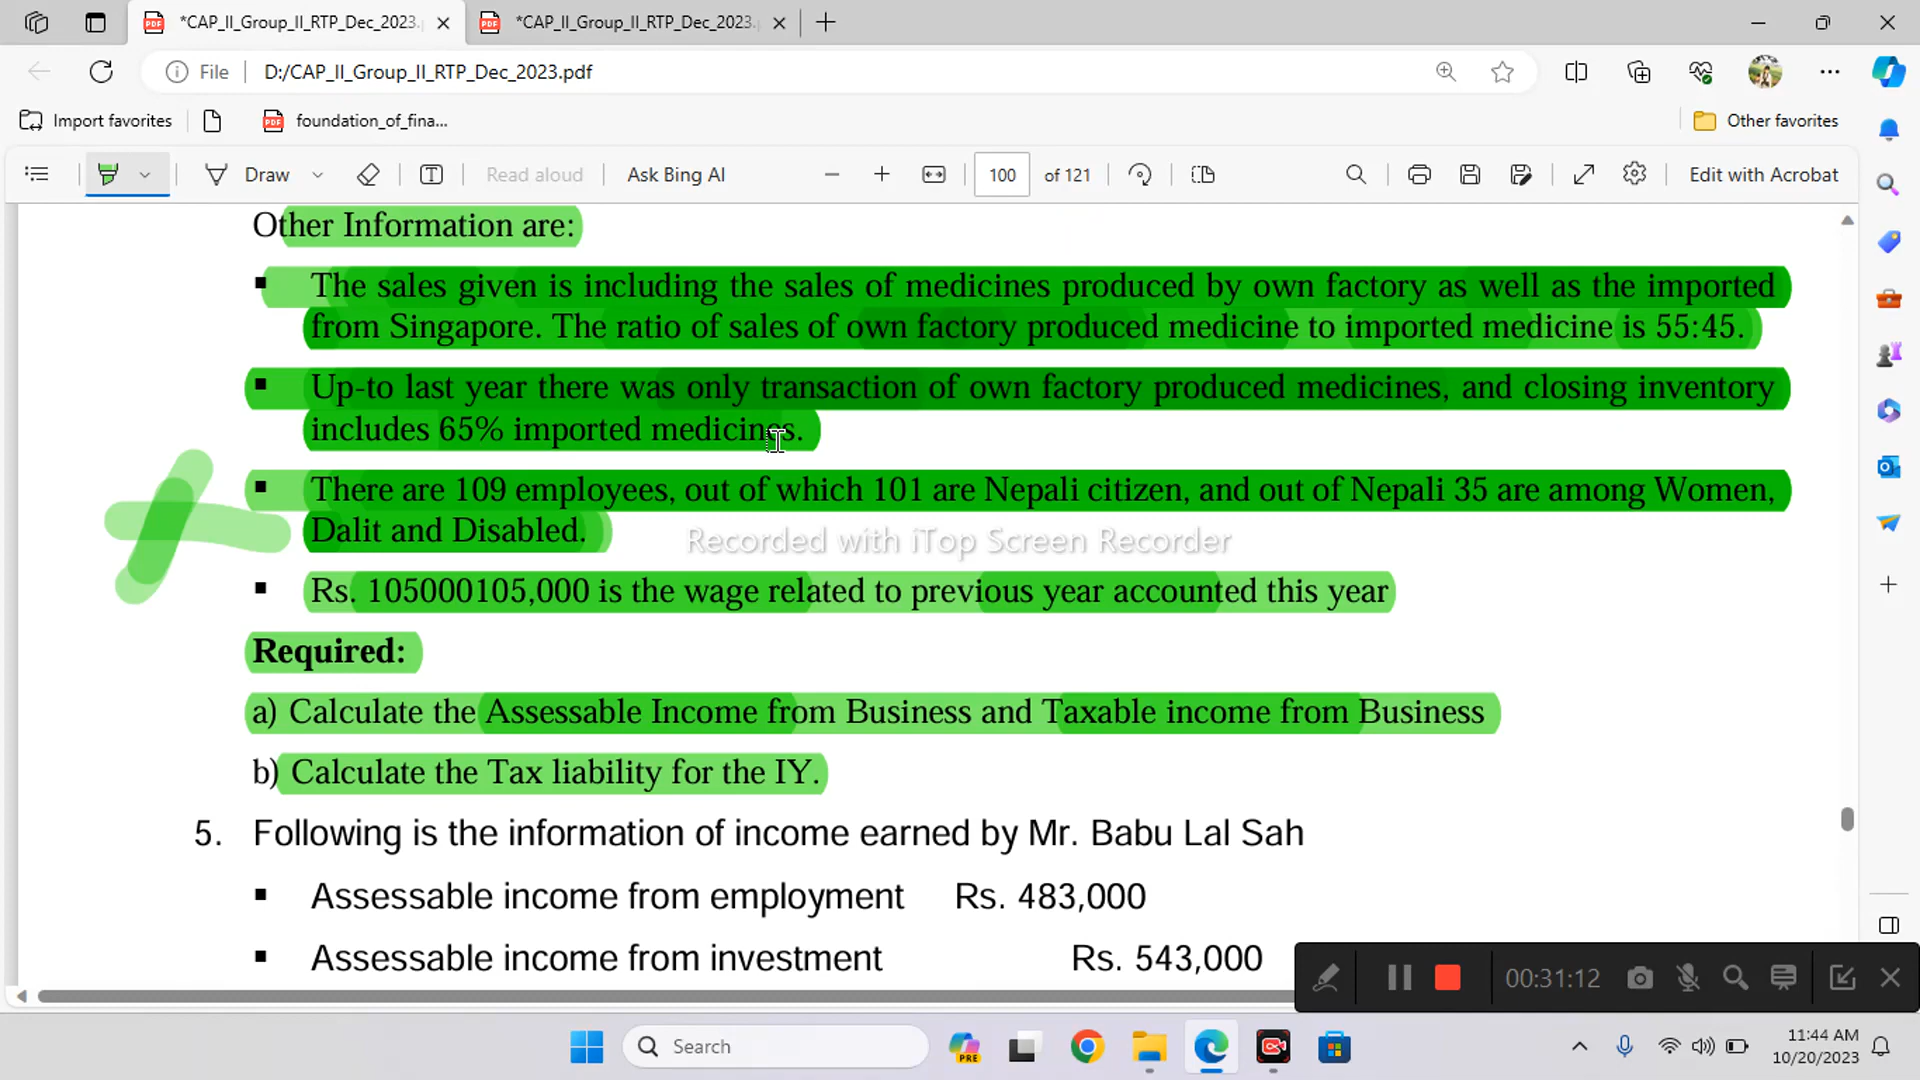 *CAP_II_Group_II_RTP_Dec_2023.
*CAP_II_Group_II_RTP_Dec_2023.
File
D:/CAP_II_Group_II_RTP_Dec_2023.pdf
Import favorites
foundation_of_fina...
Other favorites
Draw
Read aloud
Ask Bing AI
100 of 121
Edit with Acrobat
Other Information are:
▪ The sales given is including the sales of medicines produced by own factory as well as the imported
from Singapore. The ratio of sales of own factory produced medicine to imported medicine is 55:45.
▪ Up-to last year there was only transaction of own factory produced medicines, and closing inventory
includes 65% imported medicines.
▪ There are 109 employees, out of which 101 are Nepali citizen, and out of Nepali 35 are among Women,
Dalit and Disabled.
Recorded with iTop Screen Recorder
▪ Rs. 105000105,000 is the wage related to previous year accounted this year
Required:
a) Calculate the Assessable Income from Business and Taxable income from Business
b) Calculate the Tax liability for the IY.
5. Following is the information of income earned by Mr. Babu Lal Sah
▪ Assessable income from employment Rs. 483,000
▪ Assessable income from investment Rs. 543,000
00:31:12
Search
PRE
11:44 AM
10/20/2023